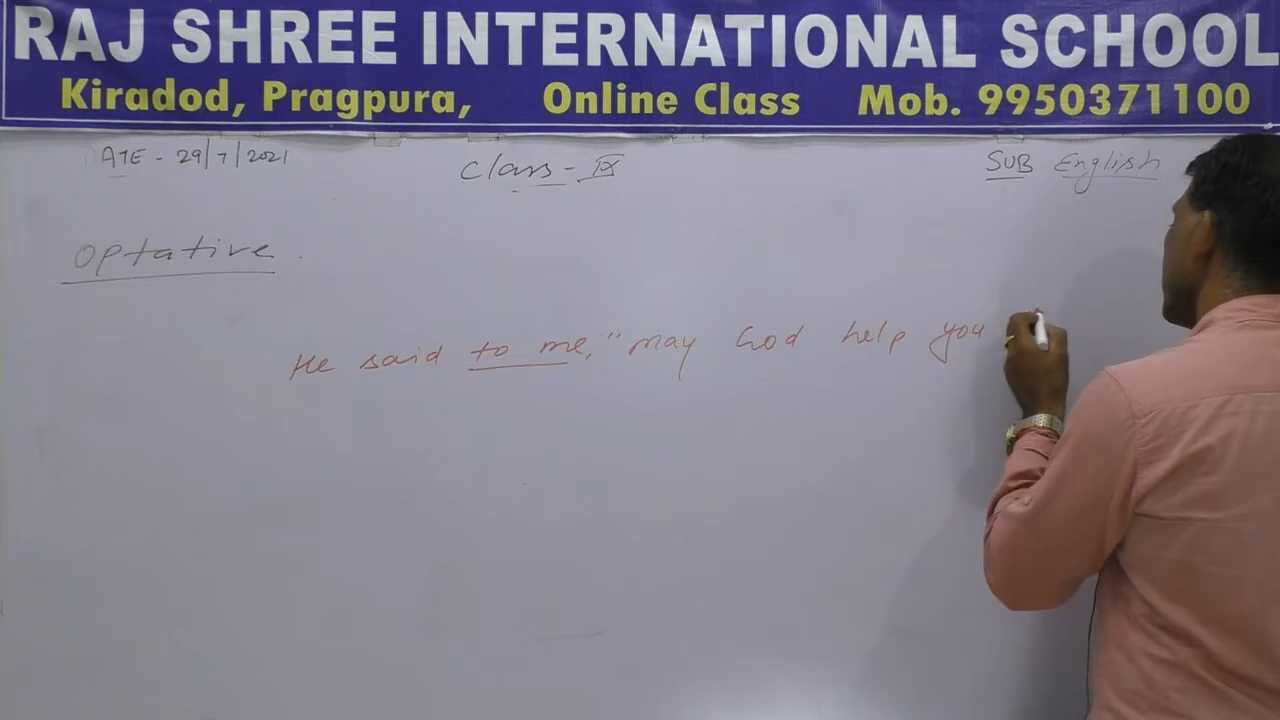 RAJ SHREE INTERNATIONAL SCHOOL
Kiradod, Pragpura, Online Class Mob. 9950371100
ATE - 29/7/2021 Class - IX SUB English
Optative.
He said to me, "may God help you